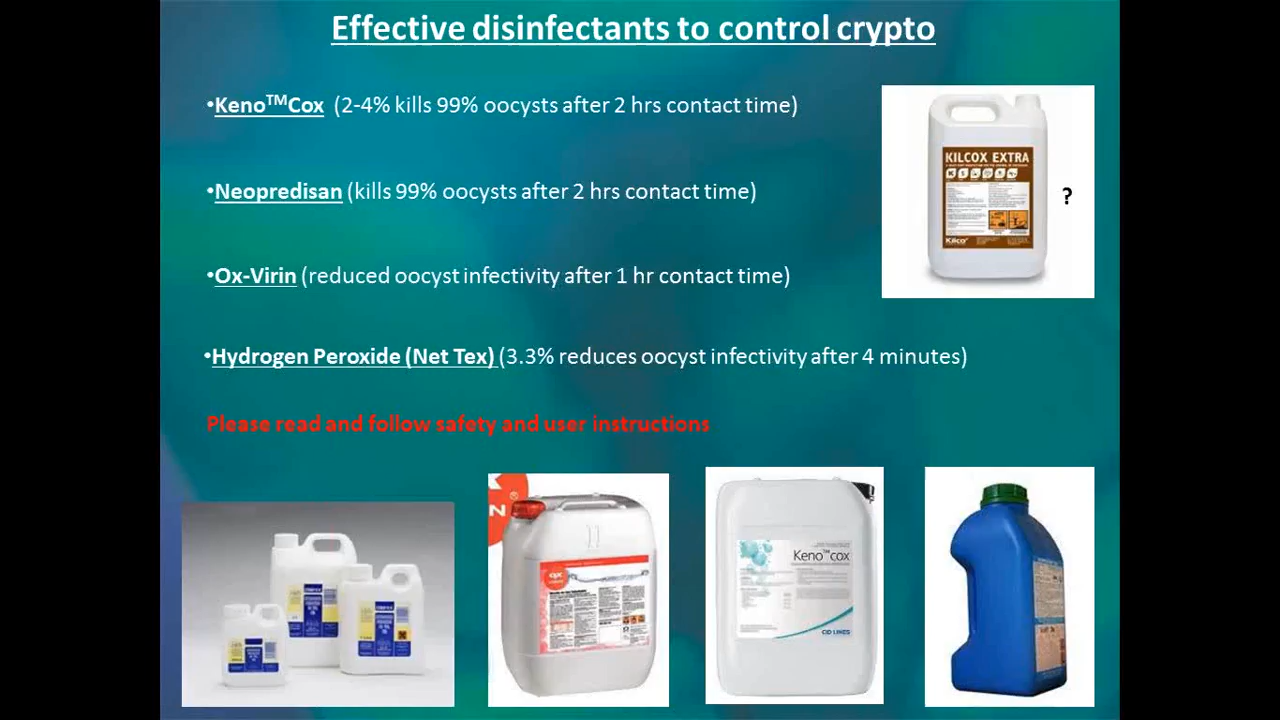 Effective disinfectants to control crypto
•Keno™Cox (2-4% kills 99% oocysts after 2 hrs contact time)
•Neopredisan (kills 99% oocysts after 2 hrs contact time)
•Ox-Virin (reduced oocyst infectivity after 1 hr contact time)
•Hydrogen Peroxide (Net Tex) (3.3% reduces oocyst infectivity after 4 minutes)
Please read and follow safety and user instructions
KILCOX EXTRA
Kilco
?
N
®
OX
Keno™cox
CID LINES